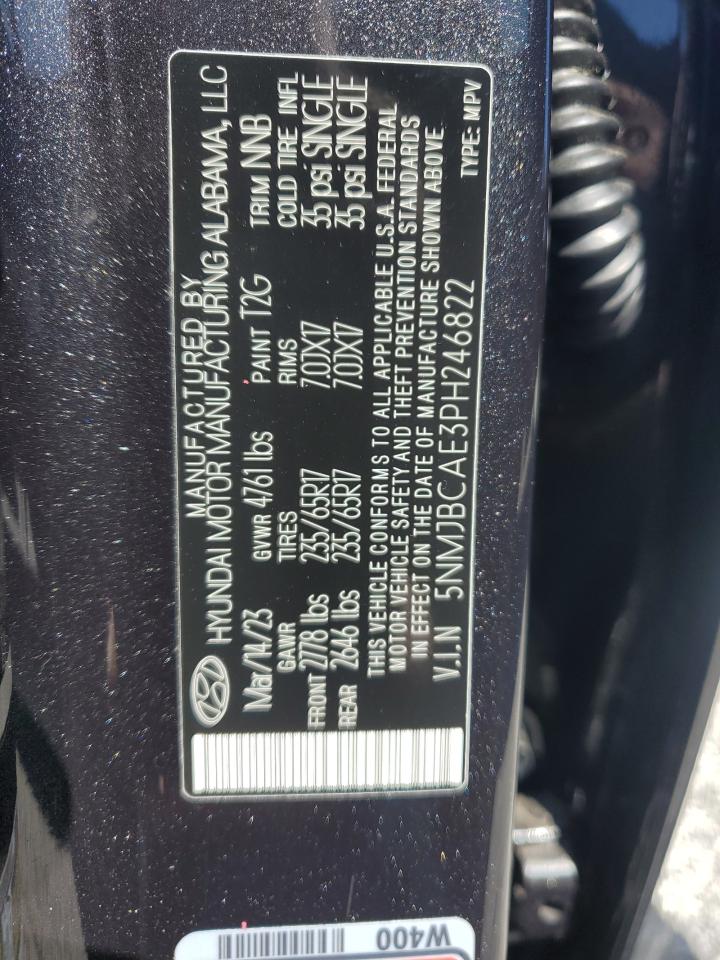 MANUFACTURED BY
HYUNDAI MOTOR MANUFACTURING ALABAMA, LLC
Mar/14/23 GVWR 4761 lbs PAINT T2G TRIM NNB
GAWR TIRES RIMS COLD TIRE INFL
FRONT 2778 lbs 235/65R17 7.0JX17 35 psi SINGLE
REAR 2646 lbs 235/65R17 7.0JX17 35 psi SINGLE
THIS VEHICLE CONFORMS TO ALL APPLICABLE U.S.A. FEDERAL
MOTOR VEHICLE SAFETY AND THEFT PREVENTION STANDARDS
IN EFFECT ON THE DATE OF MANUFACTURE SHOWN ABOVE.
V.I.N 5NMJBCAE3PH246822 TYPE: MPV
W400